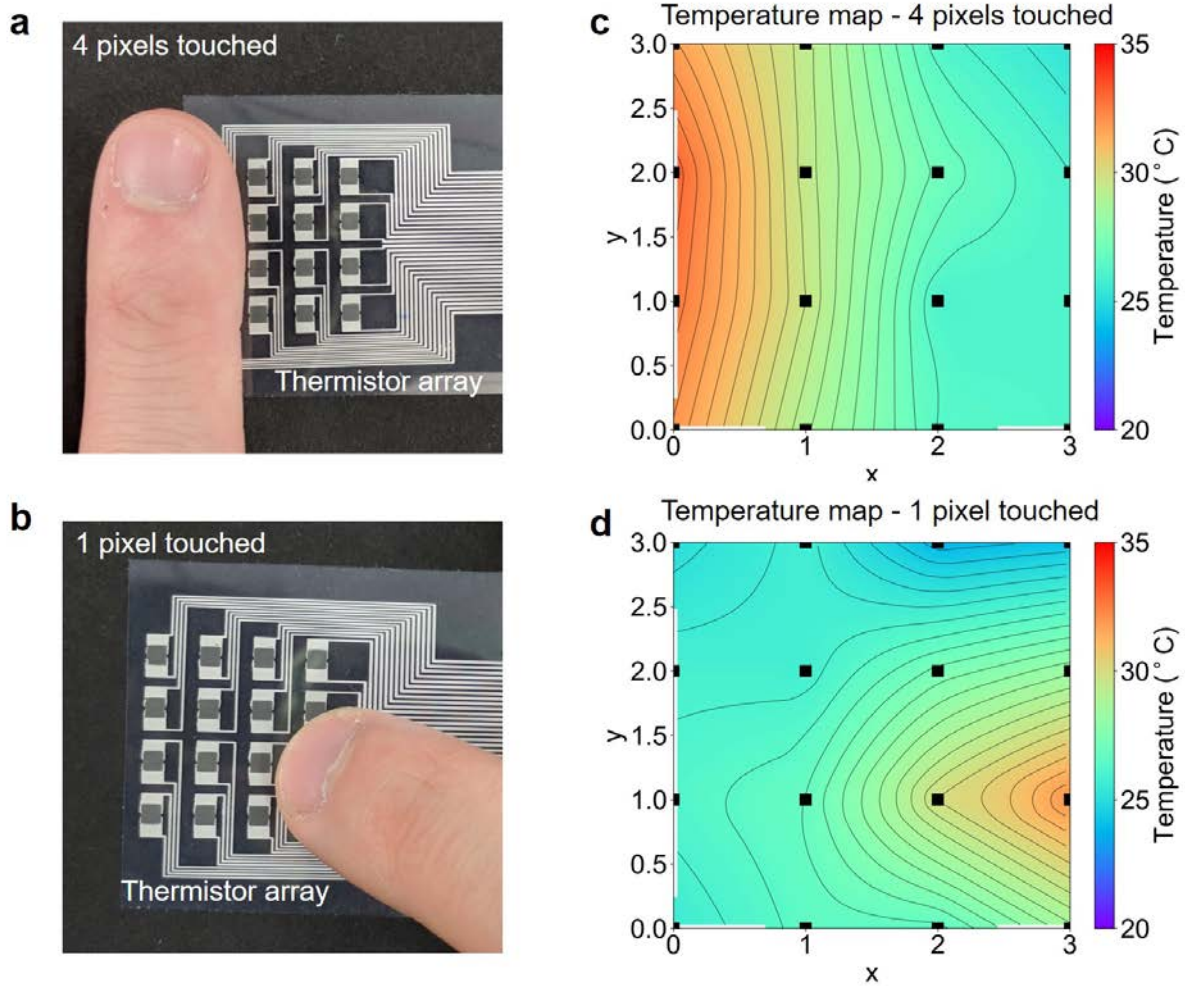 a
4 pixels touched
Thermistor array
b
1 pixel touched
Thermistor array
c
Temperature map - 4 pixels touched
3.0
2.5
2.0
1.5
1.0
0.5
0.0
y
0
1
2
3
x
35
30
25
20
Temperature (°C)
d
Temperature map - 1 pixel touched
3.0
2.5
2.0
1.5
1.0
0.5
0.0
y
0
1
2
3
x
35
30
25
20
Temperature (°C)